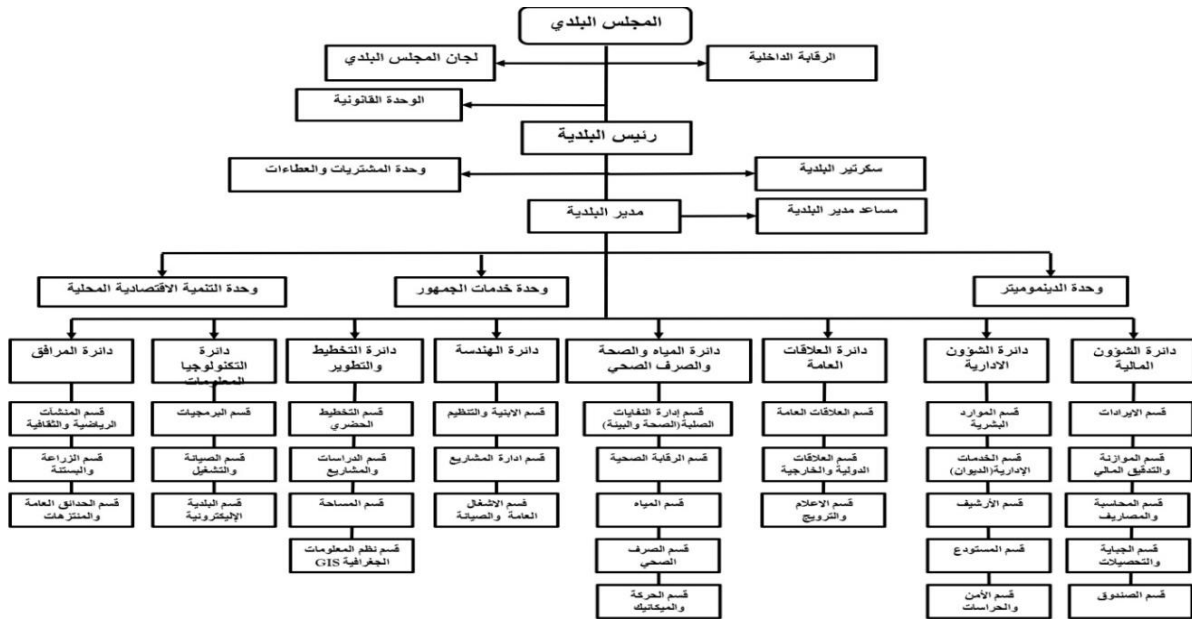 المجلس البلدي
الرقابة الداخلية
لجان المجلس البلدي
الوحدة القانونية
رئيس البلدية
سكرتير البلدية
وحدة المشتريات والعطاءات
مدير البلدية
مساعد مدير البلدية
وحدة الدينموميتر
وحدة خدمات الجمهور
وحدة التنمية الاقتصادية المحلية
دائرة الشؤون
المالية
قسم الايرادات
قسم الموازنة
والتدقيق المالي
قسم المحاسبة
والمصاريف
قسم الجباية
والتحصيلات
قسم الصندوق
دائرة الشؤون
الادارية
قسم الموارد
البشرية
قسم الخدمات
الإدارية(الديوان)
قسم الأرشيف
قسم المستودع
قسم الأمن
والحراسات
دائرة العلاقات
العامة
قسم العلاقات العامة
قسم العلاقات
الدولية والخارجية
قسم الاعلام
والترويج
دائرة المياه والصحة
والصرف الصحي
قسم إدارة النفايات
الصلبة(الصحة والبيئة)
قسم الرقابة الصحية
قسم المياه
قسم الصرف
الصحي
قسم الحركة
والميكانيك
دائرة الهندسة
قسم الابنية والتنظيم
قسم ادارة المشاريع
قسم الاشغال
العامة والصيانة
دائرة التخطيط
والتطوير
قسم التخطيط
الحضري
قسم الدراسات
والمشاريع
قسم المساحة
قسم نظم المعلومات
الجغرافية GIS
دائرة
التكنولوجيا
المعلومات
قسم البرمجيات
قسم الصيانة
والتشغيل
قسم البلدية
الإليكترونية
دائرة المرافق
قسم المنشآت
الرياضية والثقافية
قسم الزراعة
والبستنة
قسم الحدائق العامة
والمنتزهات